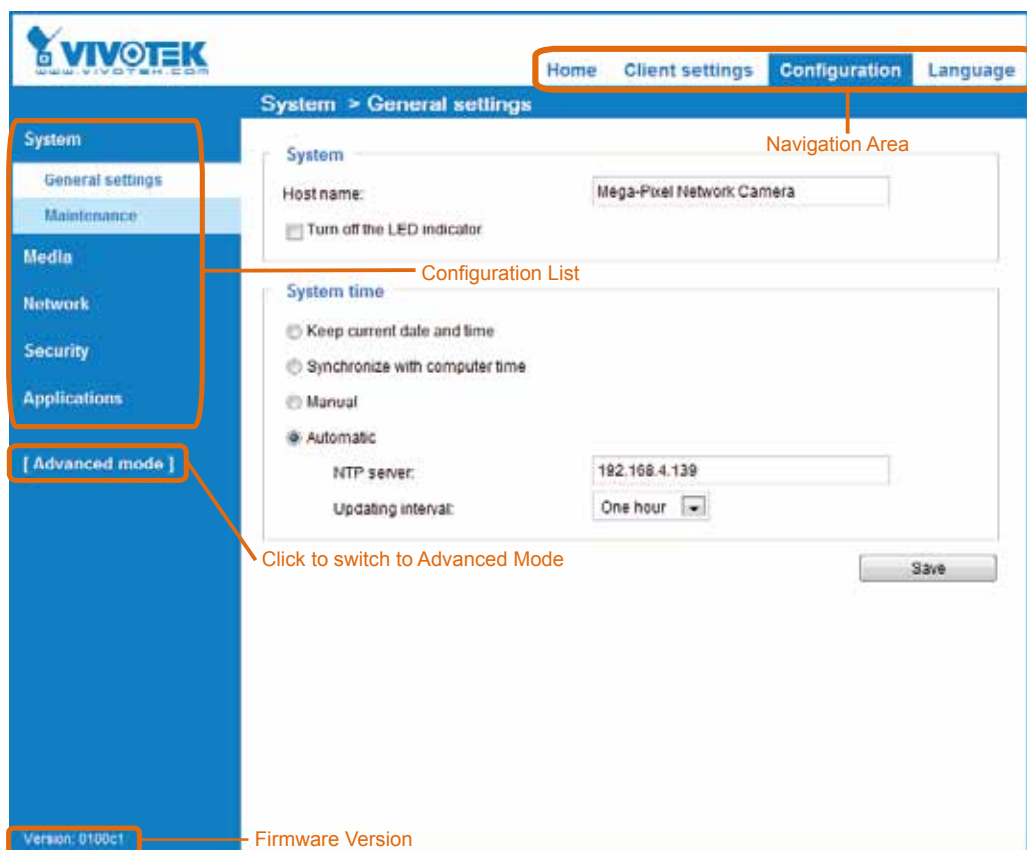 VIVOTEK
WWW.VIVOTEK.COM
Home Client settings Configuration Language
System > General settings
Navigation Area
System
General settings
Maintenance
Media
Network
Security
Applications
[ Advanced mode ]
Configuration List
System
Host name: Mega-Pixel Network Camera
Turn off the LED indicator
System time
Keep current date and time
Synchronize with computer time
Manual
Automatic
NTP server: 192.168.4.139
Updating interval: One hour
Click to switch to Advanced Mode
Save
Version: 0100c1
Firmware Version